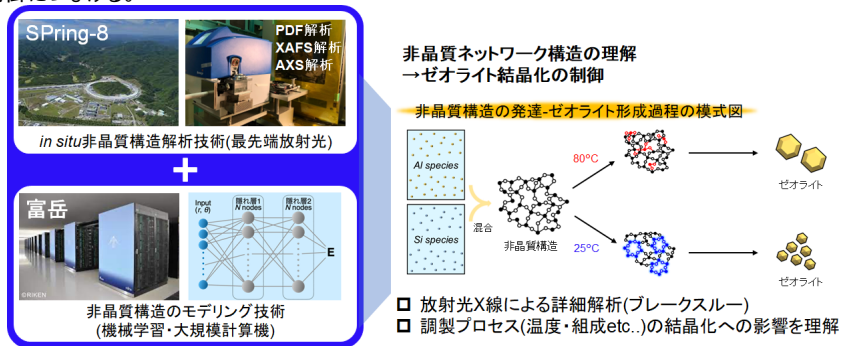 SPring-8
PDF解析
XAFS解析
AXS解析
in situ非晶質構造解析技術(最先端放射光)
+
富岳
©RIKEN
Input
(r, θ)
隠れ層1
N nodes
隠れ層2
N nodes
E
非晶質構造のモデリング技術
(機械学習・大規模計算機)
非晶質ネットワーク構造の理解
→ゼオライト結晶化の制御
非晶質構造の発達-ゼオライト形成過程の模式図
Al species
Si species
混合
非晶質構造
80°C
25°C
ゼオライト
ゼオライト
放射光X線による詳細解析(ブレークスルー)
調製プロセス(温度・組成etc..)の結晶化への影響を理解